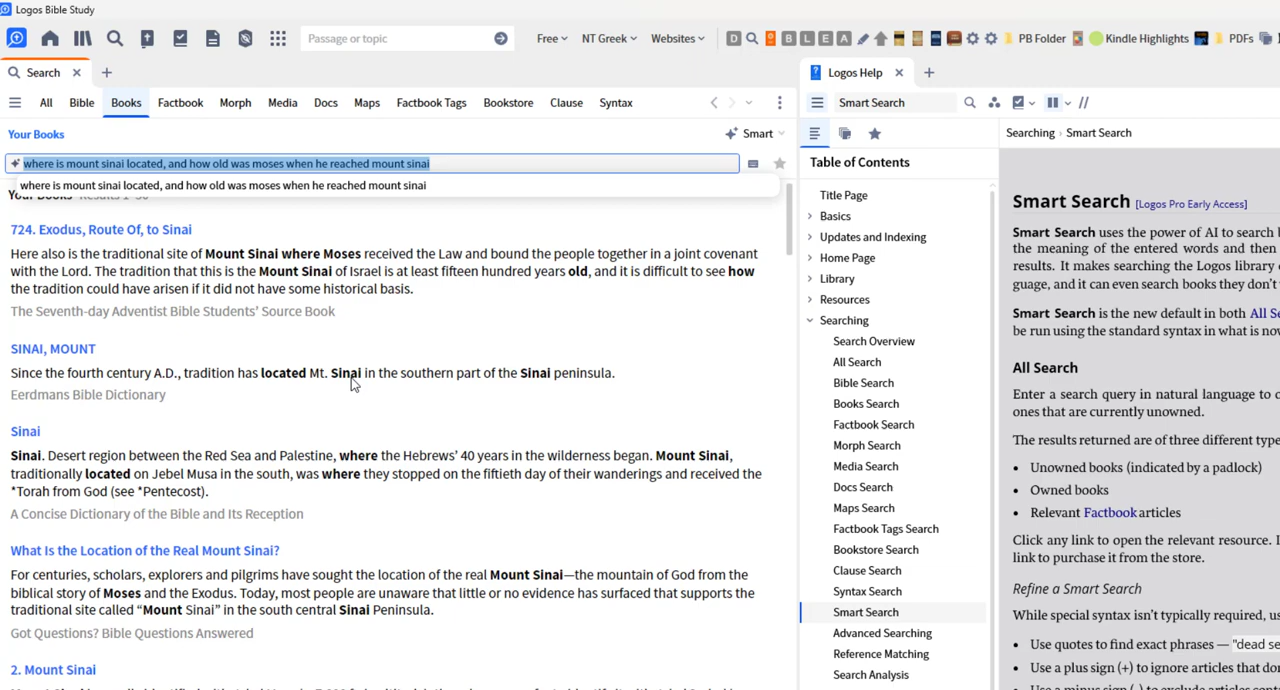 Logos Bible Study
Passage or topic
Free
NT Greek
Websites
D
B
L
E
A
PB Folder
Kindle Highlights
PDFs
Search
All
Bible
Books
Factbook
Morph
Media
Docs
Maps
Factbook Tags
Bookstore
Clause
Syntax
Your Books
Smart
where is mount sinai located, and how old was moses when he reached mount sinai
where is mount sinai located, and how old was moses when he reached mount sinai
724. Exodus, Route Of, to Sinai
Here also is the traditional site of Mount Sinai where Moses received the Law and bound the people together in a joint covenant
with the Lord. The tradition that this is the Mount Sinai of Israel is at least fifteen hundred years old, and it is difficult to see how
the tradition could have arisen if it did not have some historical basis.
The Seventh-day Adventist Bible Students' Source Book
SINAI, MOUNT
Since the fourth century A.D., tradition has located Mt. Sinai in the southern part of the Sinai peninsula.
Eerdmans Bible Dictionary
Sinai
Sinai. Desert region between the Red Sea and Palestine, where the Hebrews' 40 years in the wilderness began. Mount Sinai,
traditionally located on Jebel Musa in the south, was where they stopped on the fiftieth day of their wanderings and received the
*Torah from God (see *Pentecost).
A Concise Dictionary of the Bible and Its Reception
What Is the Location of the Real Mount Sinai?
For centuries, scholars, explorers and pilgrims have sought the location of the real Mount Sinai—the mountain of God from the
biblical story of Moses and the Exodus. Today, most people are unaware that little or no evidence has surfaced that supports the
traditional site called "Mount Sinai" in the south central Sinai Peninsula.
Got Questions? Bible Questions Answered
2. Mount Sinai
Logos Help
Smart Search
Searching › Smart Search
Table of Contents
Title Page
Basics
Updates and Indexing
Home Page
Library
Resources
Searching
Search Overview
All Search
Bible Search
Books Search
Factbook Search
Morph Search
Media Search
Docs Search
Maps Search
Factbook Tags Search
Bookstore Search
Clause Search
Syntax Search
Smart Search
Advanced Searching
Reference Matching
Search Analysis
Smart Search [Logos Pro Early Access]
Smart Search uses the power of AI to search
the meaning of the entered words and then
results. It makes searching the Logos library
guage, and it can even search books they don't
Smart Search is the new default in both All
be run using the standard syntax in what is
All Search
Enter a search query in natural language to
ones that are currently unowned.
The results returned are of three different
• Unowned books (indicated by a padlock)
• Owned books
• Relevant Factbook articles
Click any link to open the relevant resource.
link to purchase it from the store.
Refine a Smart Search
While special syntax isn't typically required,
• Use quotes to find exact phrases — "dead
• Use a plus sign (+) to ignore articles that